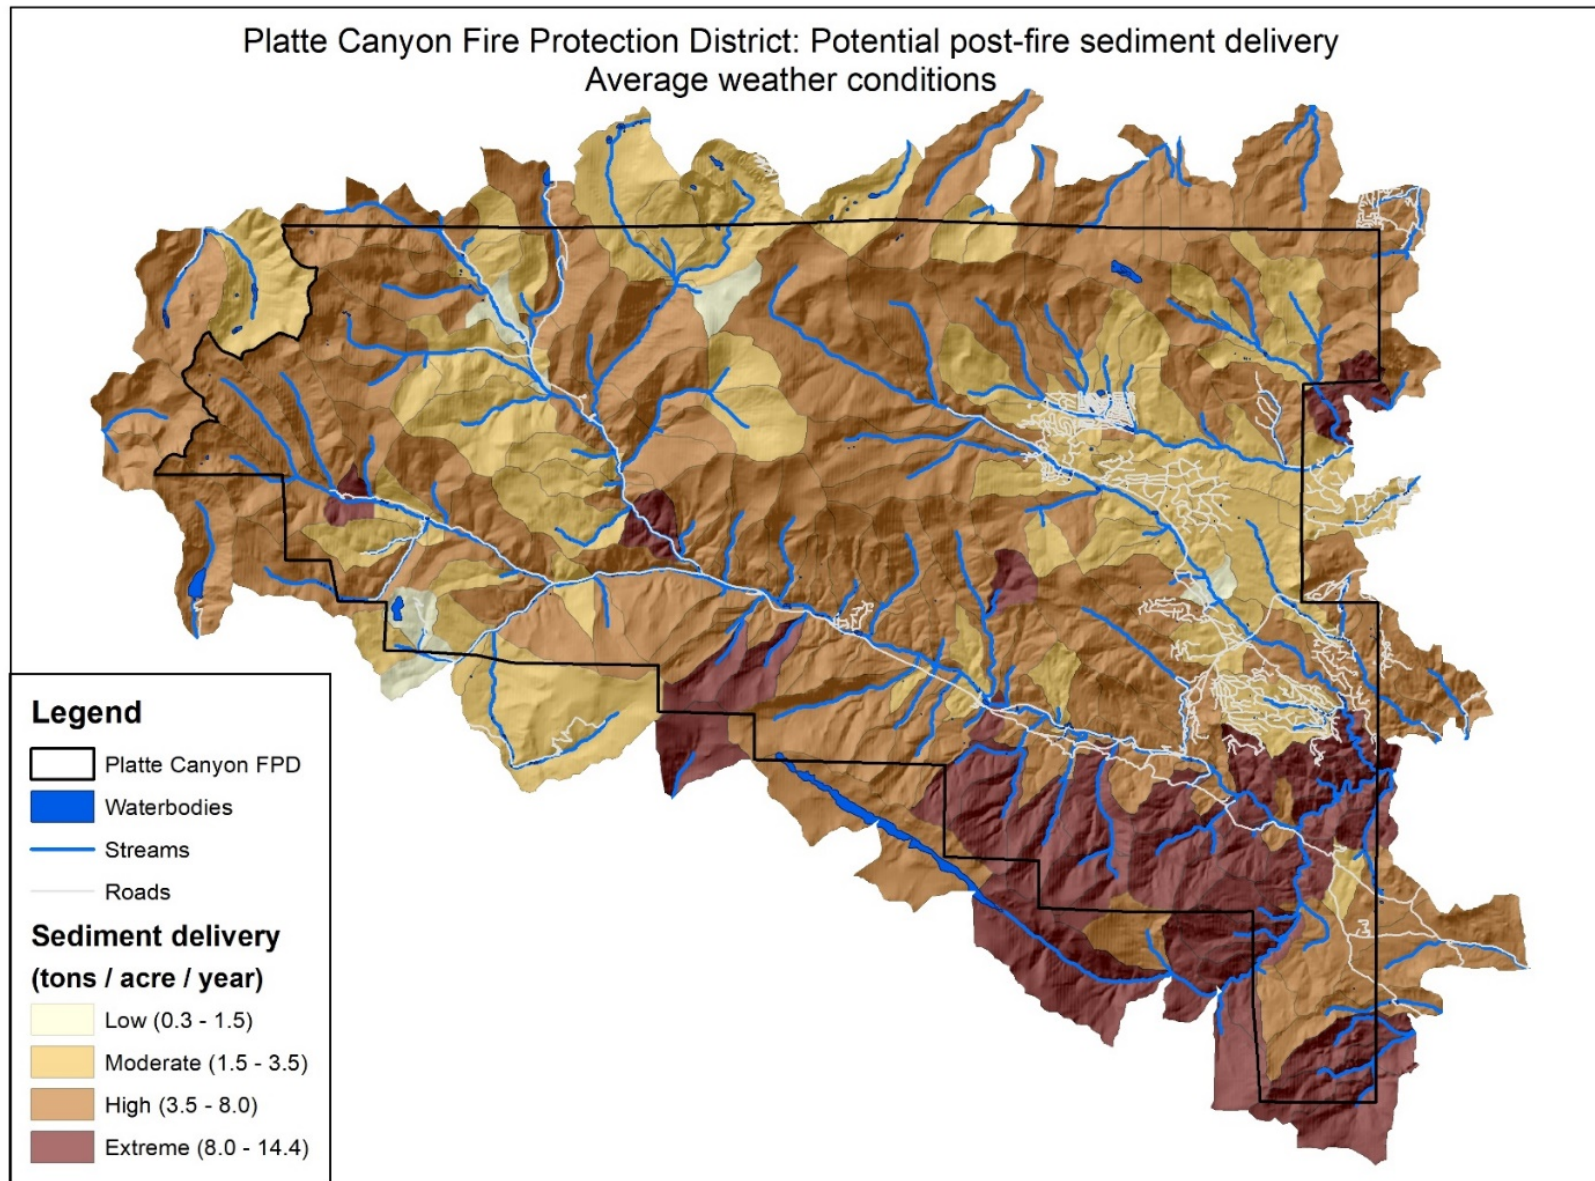 Platte Canyon Fire Protection District: Potential post-fire sediment delivery
Average weather conditions
Legend
Platte Canyon FPD
Waterbodies
Streams
Roads
Sediment delivery
(tons / acre / year)
Low (0.3 - 1.5)
Moderate (1.5 - 3.5)
High (3.5 - 8.0)
Extreme (8.0 - 14.4)